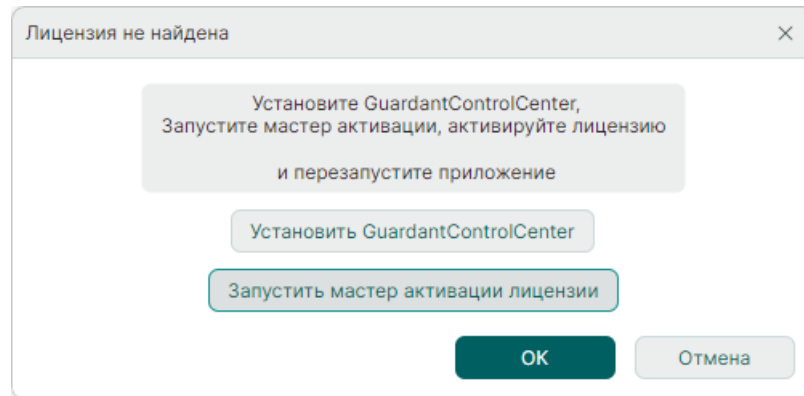 Лицензия не найдена
Установите GuardantControlCenter,
Запустите мастер активации, активируйте лицензию
и перезапустите приложение
Установить GuardantControlCenter
Запустить мастер активации лицензии
ОК
Отмена